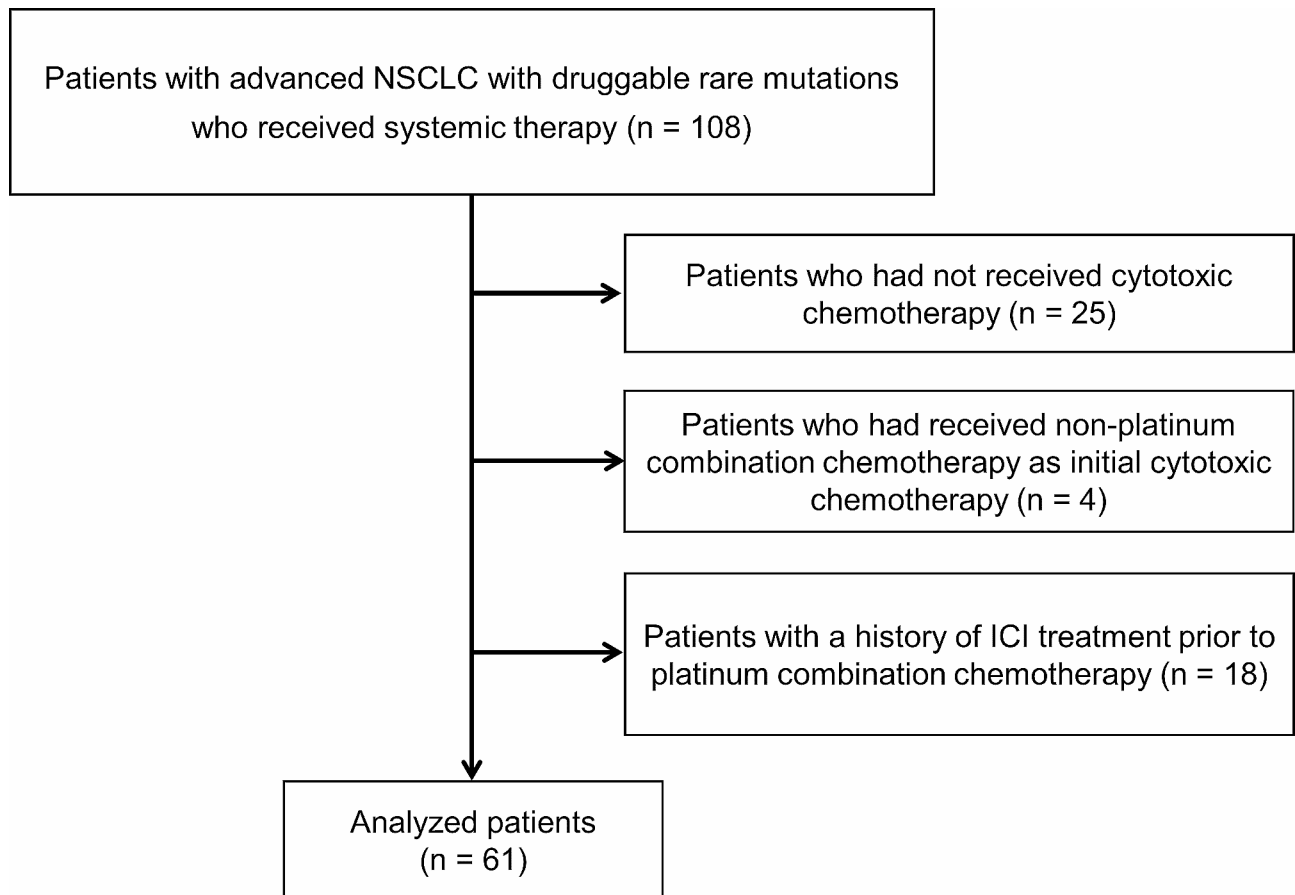 Patients with advanced NSCLC with druggable rare mutations
who received systemic therapy (n = 108)
Patients who had not received cytotoxic
chemotherapy (n = 25)
Patients who had received non-platinum
combination chemotherapy as initial cytotoxic
chemotherapy (n = 4)
Patients with a history of ICI treatment prior to
platinum combination chemotherapy (n = 18)
Analyzed patients
(n = 61)